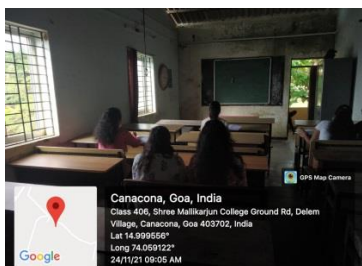 GPS Map Camera
Canacona, Goa, India
Class 406, Shree Mallikarjun College Ground Rd, Delem
Village, Canacona, Goa 403702, India
Lat 14.999556°
Long 74.059122°
24/11/21 09:05 AM
Google